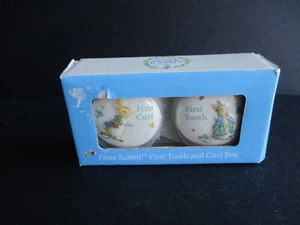 First
Curl
First
Tooth
Peter Rabbit™ First Tooth and Curl Box